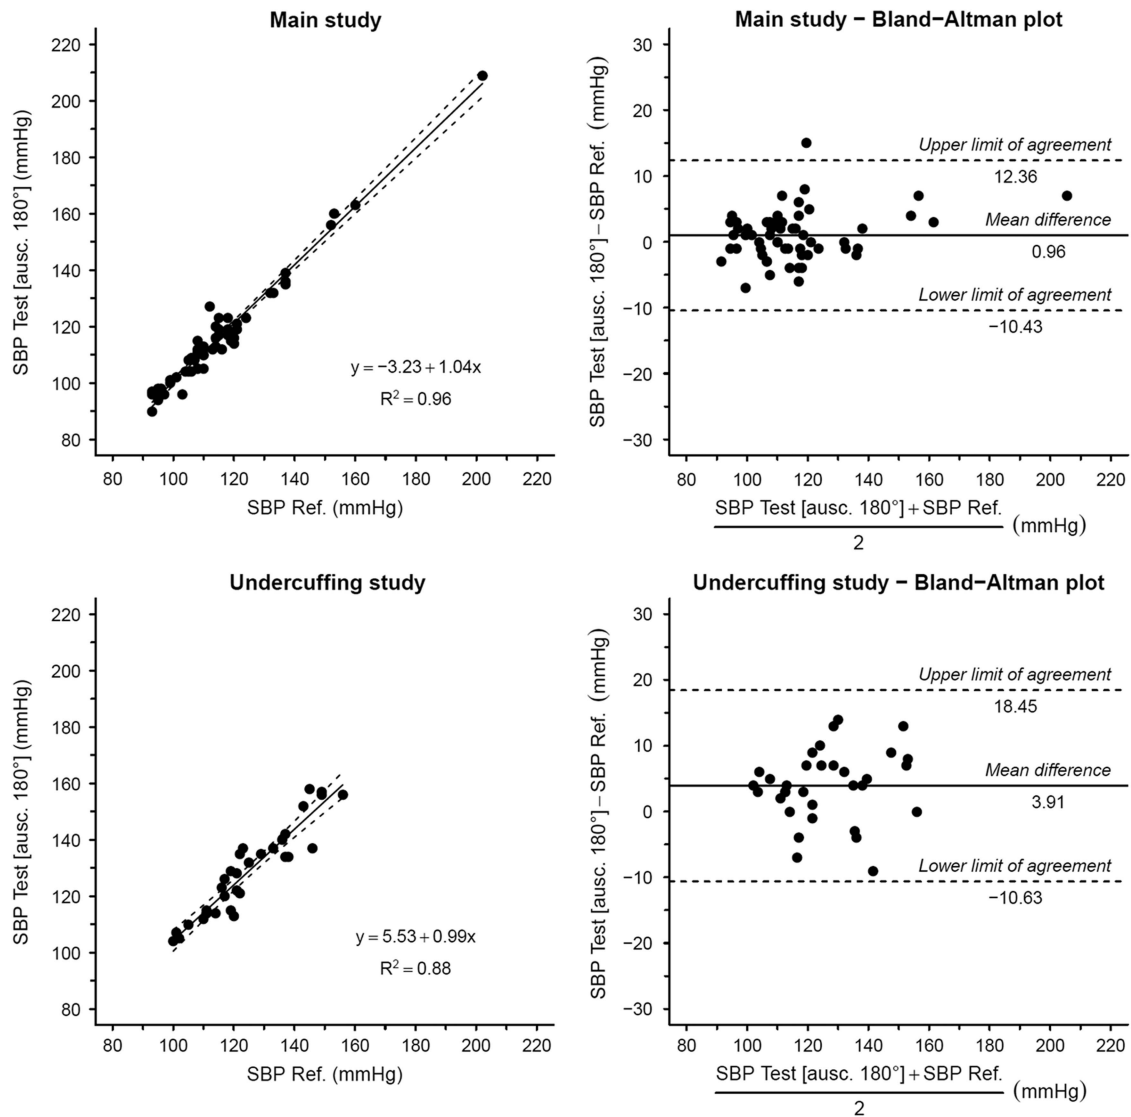 Main study
220
200
180
160
140
120
100
80
SBP Test [ausc. 180°] (mmHg)
y = −3.23 + 1.04x
R² = 0.96
80 100 120 140 160 180 200 220
SBP Ref. (mmHg)
Main study − Bland−Altman plot
30
20
10
0
−10
−20
−30
SBP Test [ausc. 180°] − SBP Ref. (mmHg)
Upper limit of agreement
12.36
Mean difference
0.96
Lower limit of agreement
−10.43
80 100 120 140 160 180 200 220
SBP Test [ausc. 180°] + SBP Ref.
2
(mmHg)
Undercuffing study
220
200
180
160
140
120
100
80
SBP Test [ausc. 180°] (mmHg)
y = 5.53 + 0.99x
R² = 0.88
80 100 120 140 160 180 200 220
SBP Ref. (mmHg)
Undercuffing study − Bland−Altman plot
30
20
10
0
−10
−20
−30
SBP Test [ausc. 180°] − SBP Ref. (mmHg)
Upper limit of agreement
18.45
Mean difference
3.91
Lower limit of agreement
−10.63
80 100 120 140 160 180 200 220
SBP Test [ausc. 180°] + SBP Ref.
2
(mmHg)